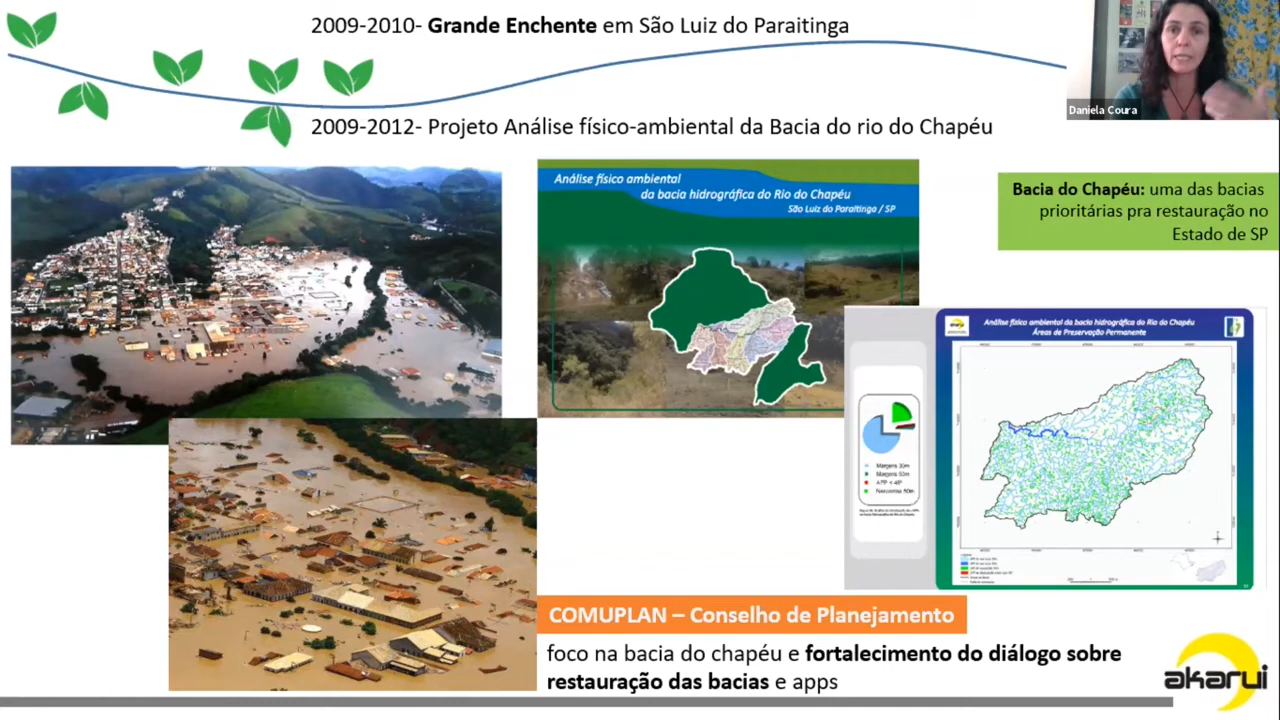 2009-2010- Grande Enchente em São Luiz do Paraitinga
Daniela Coura
2009-2012- Projeto Análise físico-ambiental da Bacia do rio do Chapéu
Análise físico ambiental
da bacia hidrográfica do Rio do Chapéu
São Luiz do Paraitinga / SP
Bacia do Chapéu: uma das bacias
prioritárias pra restauração no
Estado de SP
akarui
Análise físico ambiental da bacia hidrográfica do Rio do Chapéu
Áreas de Preservação Permanente
Margens 30m
Margens 50m
Nascentes 50m
COMUPLAN – Conselho de Planejamento
foco na bacia do chapéu e fortalecimento do diálogo sobre
restauração das bacias e apps
akarui